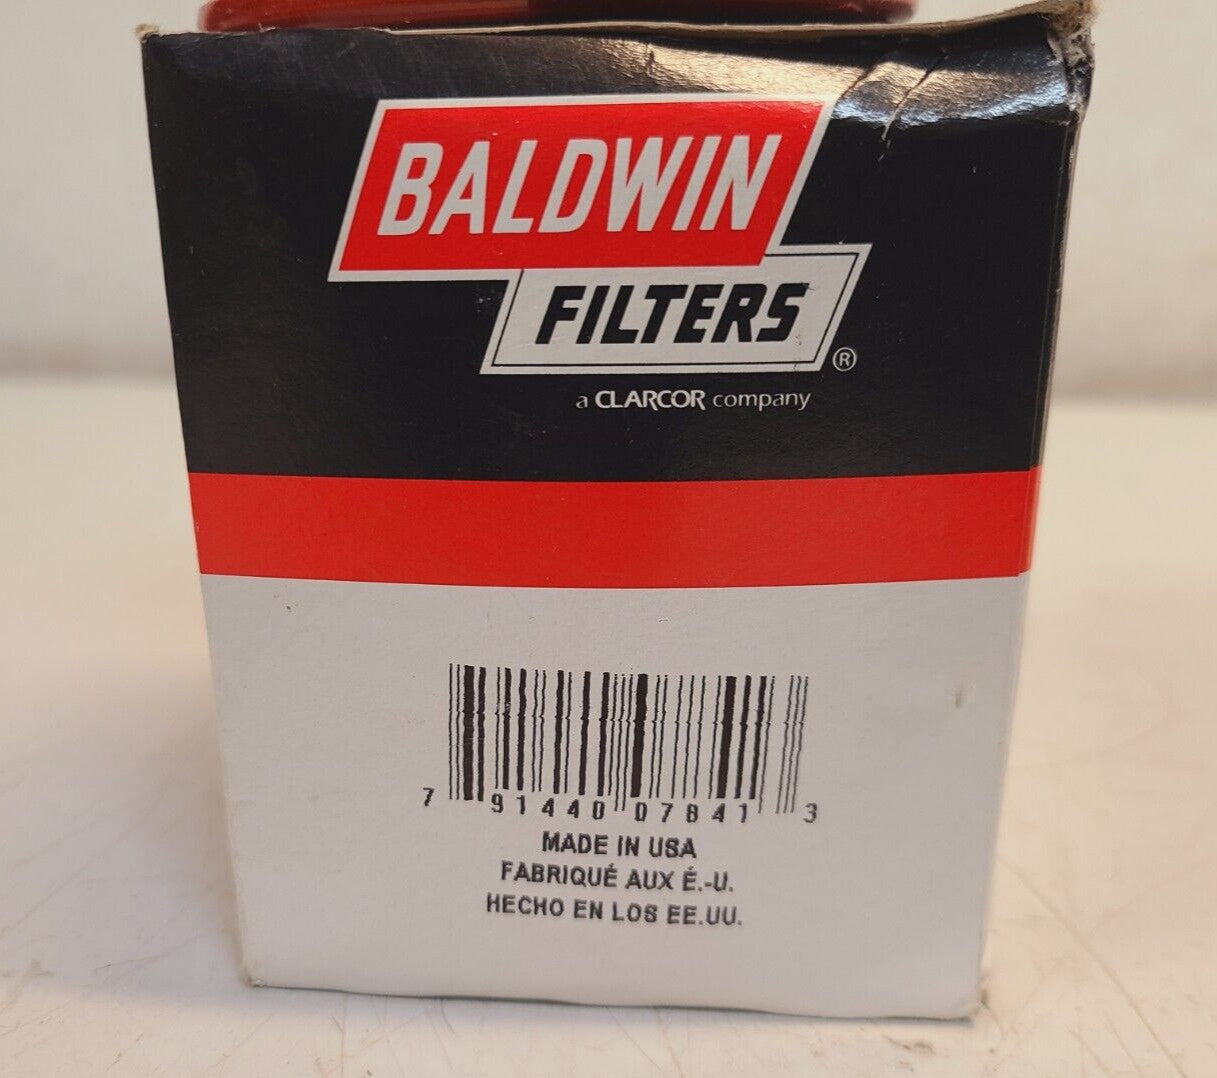 BALDWIN
FILTERS
®
a CLARCOR company
7 91440 07841 3
MADE IN USA
FABRIQUÉ AUX É.-U.
HECHO EN LOS EE.UU.